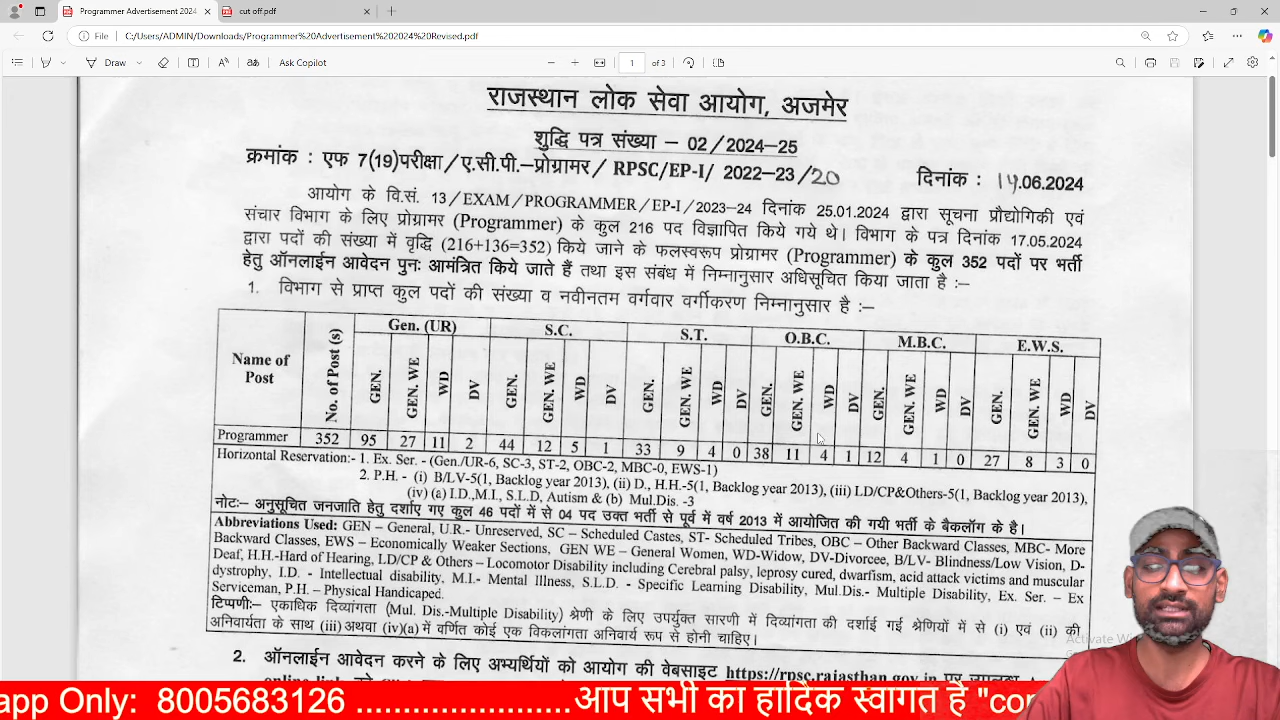 Programmer Advertisement 2024
cut off.pdf
File C:/Users/ADMIN/Downloads/Programmer%20Advertisement%202024%20Revised.pdf
Draw
Ask Copilot
1 of 3
राजस्थान लोक सेवा आयोग, अजमेर
शुद्धि पत्र संख्या – 02/2024-25
क्रमांक : एफ 7(19)परीक्षा/ए.सी.पी.–प्रोग्रामर/ RPSC/EP-I/ 2022-23/20 दिनांक : 14.06.2024
आयोग के वि.सं. 13/EXAM/PROGRAMMER/EP-I/2023-24 दिनांक 25.01.2024 द्वारा सूचना प्रौद्योगिकी एवं
संचार विभाग के लिए प्रोग्रामर (Programmer) के कुल 216 पद विज्ञापित किये गये थे। विभाग के पत्र दिनांक 17.05.2024
द्वारा पदों की संख्या में वृद्धि (216+136=352) किये जाने के फलस्वरूप प्रोग्रामर (Programmer) के कुल 352 पदों पर भर्ती
हेतु ऑनलाईन आवेदन पुनः आमंत्रित किये जाते हैं तथा इस संबंध में निम्नानुसार अधिसूचित किया जाता है :–
1. विभाग से प्राप्त कुल पदों की संख्या व नवीनतम वर्गवार वर्गीकरण निम्नानुसार है :–
Name of Post No. of Post (s) Gen. (UR) S.C. S.T. O.B.C. M.B.C. E.W.S.
GEN. GEN. WE WD DV GEN. GEN. WE WD DV GEN. GEN. WE WD DV GEN. GEN. WE WD DV GEN. GEN. WE WD DV GEN. GEN. WE WD DV
Programmer 352 95 27 11 2 44 12 5 1 33 9 4 0 38 11 4 1 12 4 1 0 27 8 3 0
Horizontal Reservation:- 1. Ex. Ser. - (Gen./UR-6, SC-3, ST-2, OBC-2, MBC-0, EWS-1)
2. P.H. - (i) B/LV-5(1, Backlog year 2013), (ii) D., H.H.-5(1, Backlog year 2013), (iii) LD/CP&Others-5(1, Backlog year 2013),
(iv) (a) I.D.,M.I., S.L.D, Autism & (b) Mul.Dis. -3
नोटः– अनुसूचित जनजाति हेतु दर्शाए गए कुल 46 पदों में से 04 पद उक्त भर्ती से पूर्व में वर्ष 2013 में आयोजित की गयी भर्ती के बैकलॉग के है।
Abbreviations Used: GEN – General, U.R.- Unreserved, SC – Scheduled Castes, ST- Scheduled Tribes, OBC – Other Backward Classes, MBC- More
Backward Classes, EWS – Economically Weaker Sections, GEN WE – General Women, WD-Widow, DV-Divorcee, B/LV- Blindness/Low Vision, D-
Deaf, H.H.-Hard of Hearing, LD/CP & Others – Locomotor Disability including Cerebral palsy, leprosy cured, dwarfism, acid attack victims and muscular
dystrophy, I.D. - Intellectual disability, M.I.- Mental Illness, S.L.D. - Specific Learning Disability, Mul.Dis.- Multiple Disability, Ex. Ser. – Ex
Serviceman, P.H. – Physical Handicaped.
टिप्पणीः– एकाधिक दिव्यांगता (Mul. Dis.-Multiple Disability) श्रेणी के लिए उपर्युक्त सारणी में दिव्यांगता की दर्शाई गई श्रेणियों में से (i) एवं (ii) की
अनिवार्यता के साथ (iii) अथवा (iv)(a) में वर्णित कोई एक विकलांगता अनिवार्य रूप से होनी चाहिए।
2. ऑनलाईन आवेदन करने के लिए अभ्यर्थियों को आयोग की वेबसाइट https://rpsc.rajasthan.gov.in पर
Activate
app Only: 8005683126 ......................आप सभी का हार्दिक स्वागत है "cor